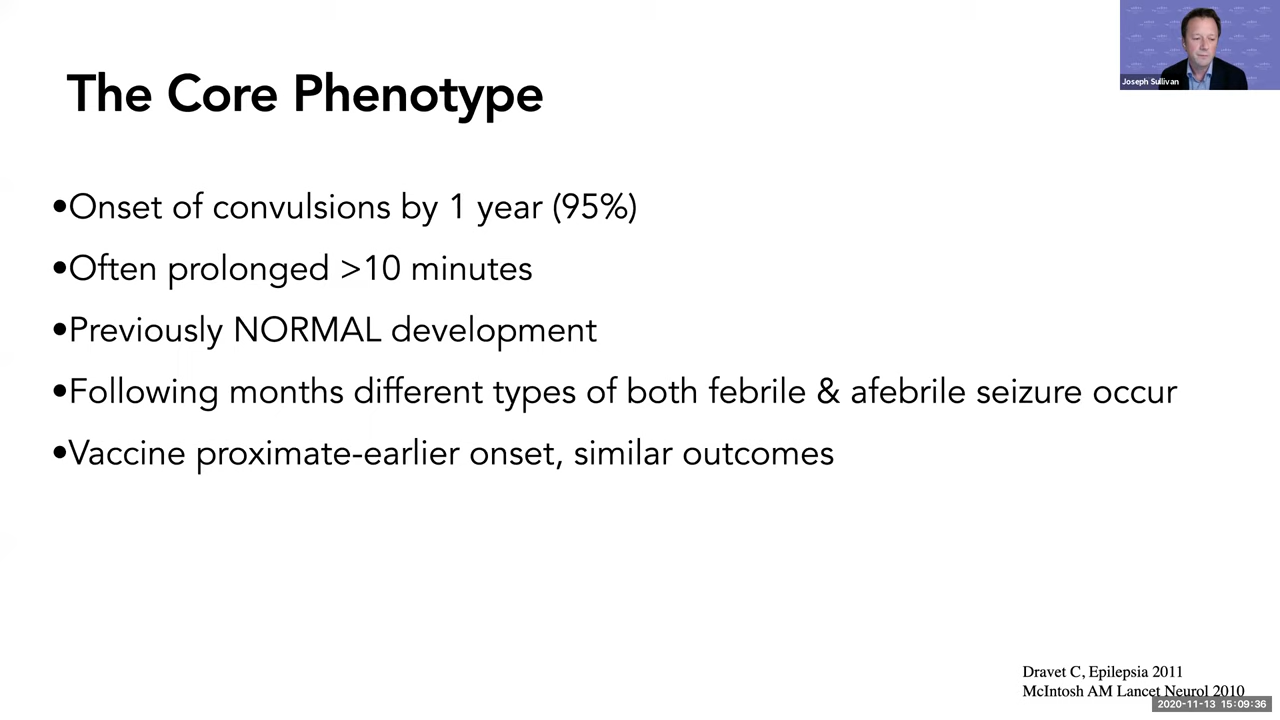 The Core Phenotype
Joseph Sullivan
•Onset of convulsions by 1 year (95%)
•Often prolonged >10 minutes
•Previously NORMAL development
•Following months different types of both febrile & afebrile seizure occur
•Vaccine proximate-earlier onset, similar outcomes
Dravet C, Epilepsia 2011
McIntosh AM Lancet Neurol 2010
2020-11-13 15:09:36